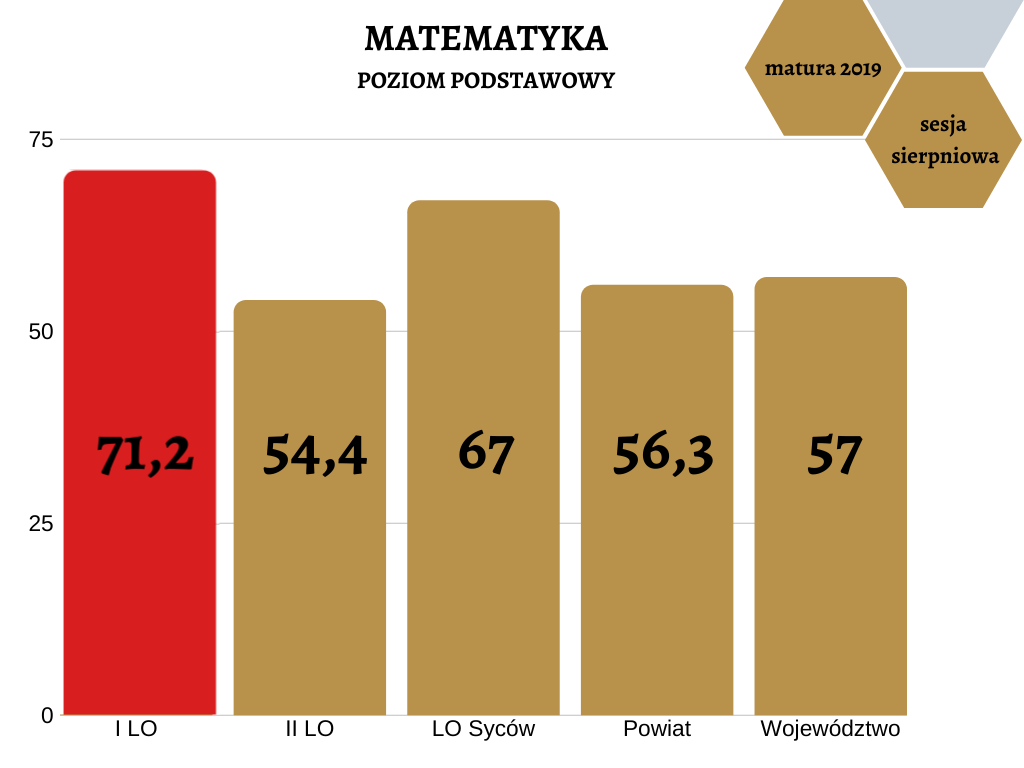 MATEMATYKA
POZIOM PODSTAWOWY
matura 2019
sesja
sierpniowa
75
50
25
0
71,2
54,4
67
56,3
57
I LO
II LO
LO Syców
Powiat
Województwo